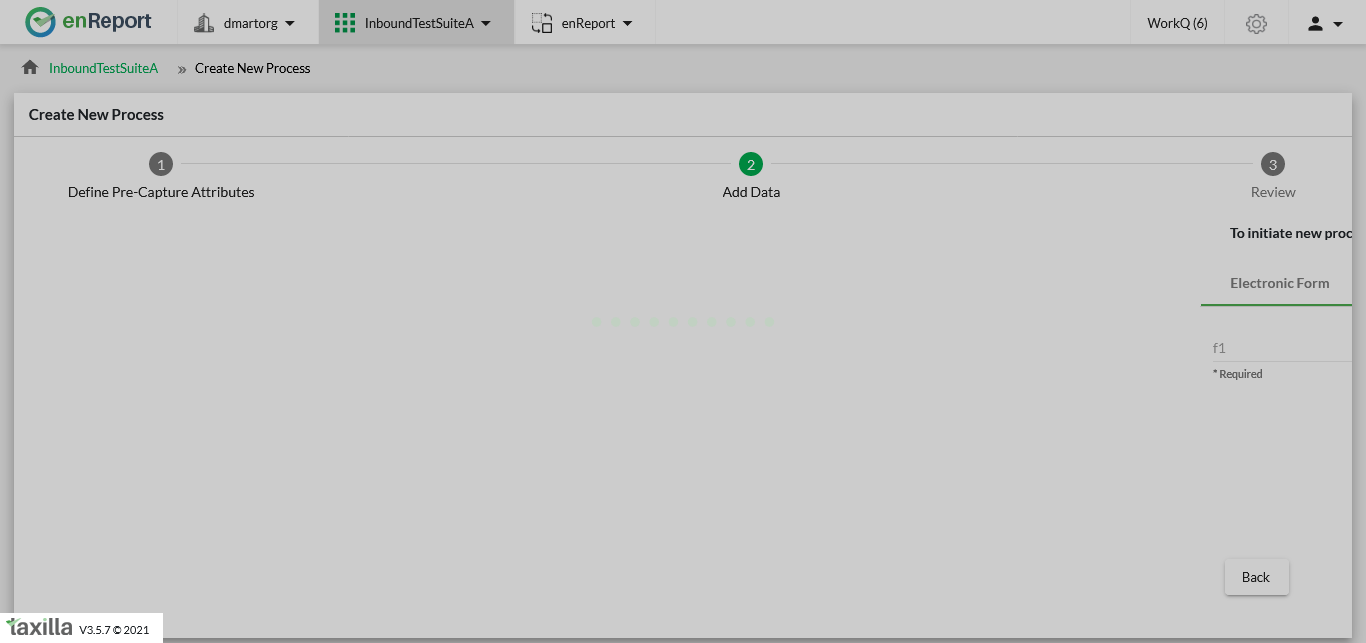 enReport
dmartorg
InboundTestSuiteA
enReport
WorkQ (6)
InboundTestSuiteA » Create New Process
Create New Process
1
2
3
Define Pre-Capture Attributes
Add Data
Review
To initiate new proc
Electronic Form
f1
* Required
Back
taxilla V3.5.7 © 2021